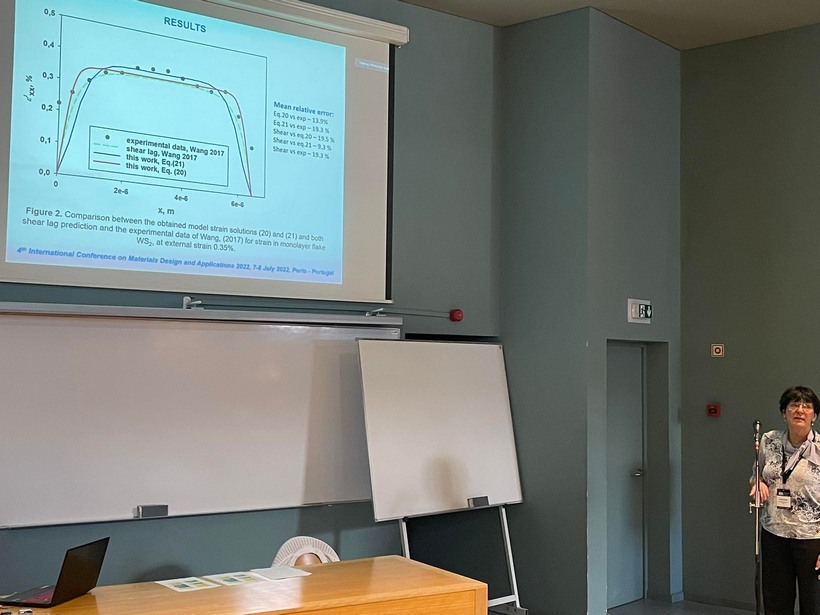 RESULTS
0,5
0,4
0,3
0,2
0,1
0,0
0
2e-6
4e-6
6e-6
x, m
experimental data, Wang 2017
shear lag, Wang 2017
this work, Eq.(21)
this work, Eq. (20)
Mean relative error:
Eq.20 vs exp – 13.9%
Eq.21 vs exp – 19.3 %
Shear vs eq.20 – 19.5 %
Shear vs eq.21 – 9.3 %
Shear vs exp – 15.3 %
Figure 2. Comparison between the obtained model strain solutions (20) and (21) and both
shear lag prediction and the experimental data of Wang, (2017) for strain in monolayer flake
WS₂, at external strain 0.35%.
4th International Conference on Materials Design and Applications 2022, 7-8 July 2022, Porto - Portugal